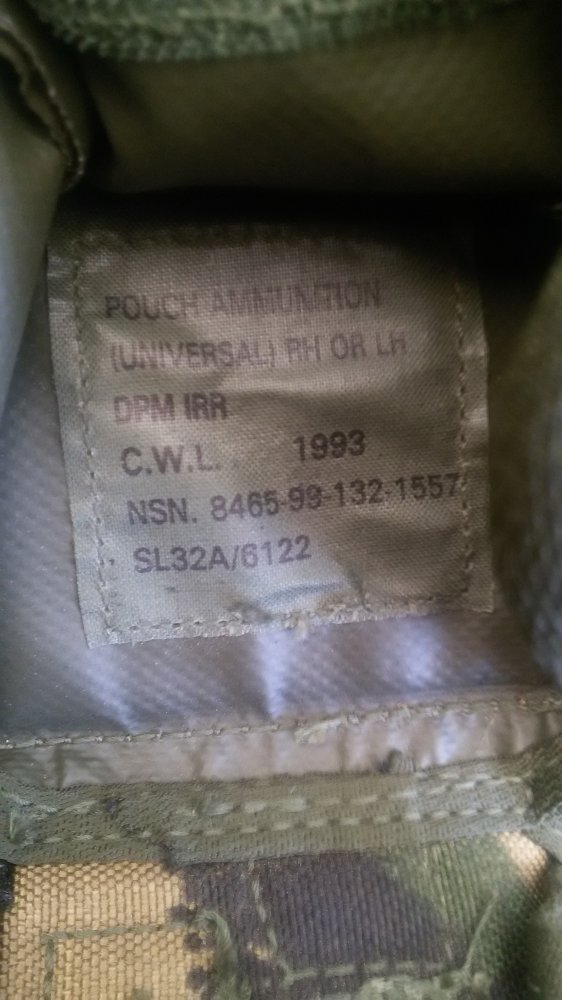 POUCH AMMUNITION
(UNIVERSAL) RH OR LH
DPM IRR
C.W.L. 1993
NSN. 8465-99-132-1557
SL32A/6122